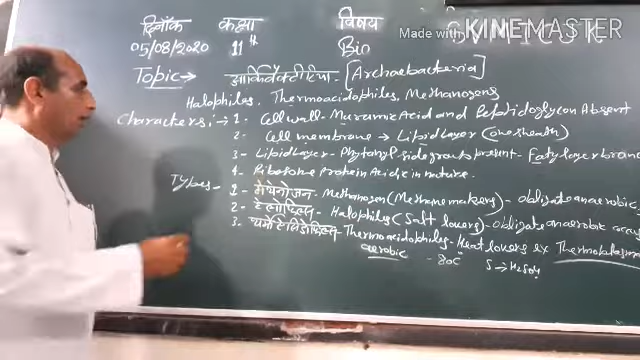 Made with KINEMASTER
दिनाँक कक्षा विषय
05/08/2020 11th Bio
Topic → आर्किबैक्टीरिया [Archaebacteria]
Halophiles, Thermoacidophiles, Methanogens
Characters:→ 1- Cell wall - Muramic Acid and Peptidoglycan Absent
2- Cell membrane → Lipid Layer (one sheath)
3- Lipid Layer - Phytanyl side groups present - Fatty layer bran
4- Ribosome Protein Acidic in nature.
Types- 1- मैथेनोजन - Methanogen (Methane makers) - obligate anaerobic
2- हैलोफिल्स - Halophiles (Salt lovers) - obligate anaerobic
3- Thermoacidophiles - Heat lovers ex Thermoplasma
aerobic - 80°C S → H2SO4